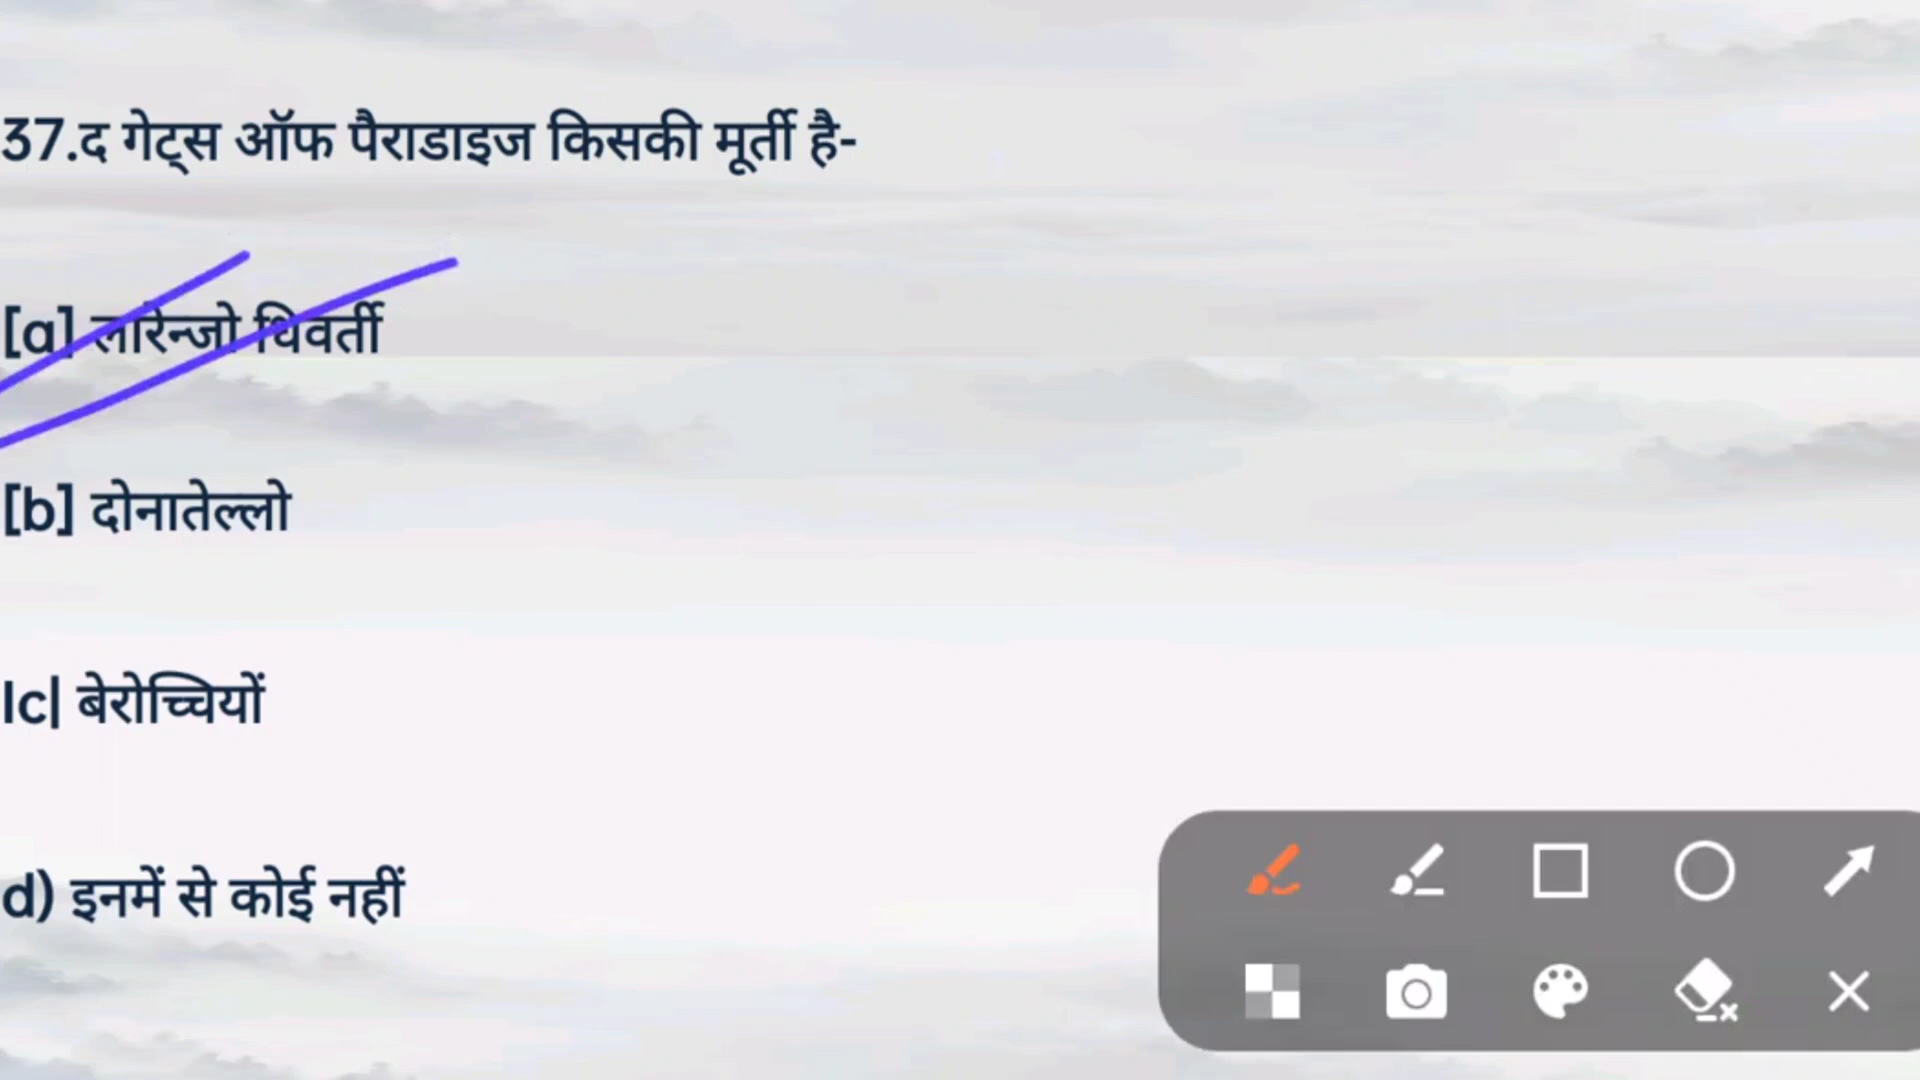 37.द गेट्स ऑफ पैराडाइज किसकी मूर्ती है-
[a] लारेन्जो घिवर्ती
[b] दोनातेल्लो
lc| बेरोच्चियों
d) इनमें से कोई नहीं